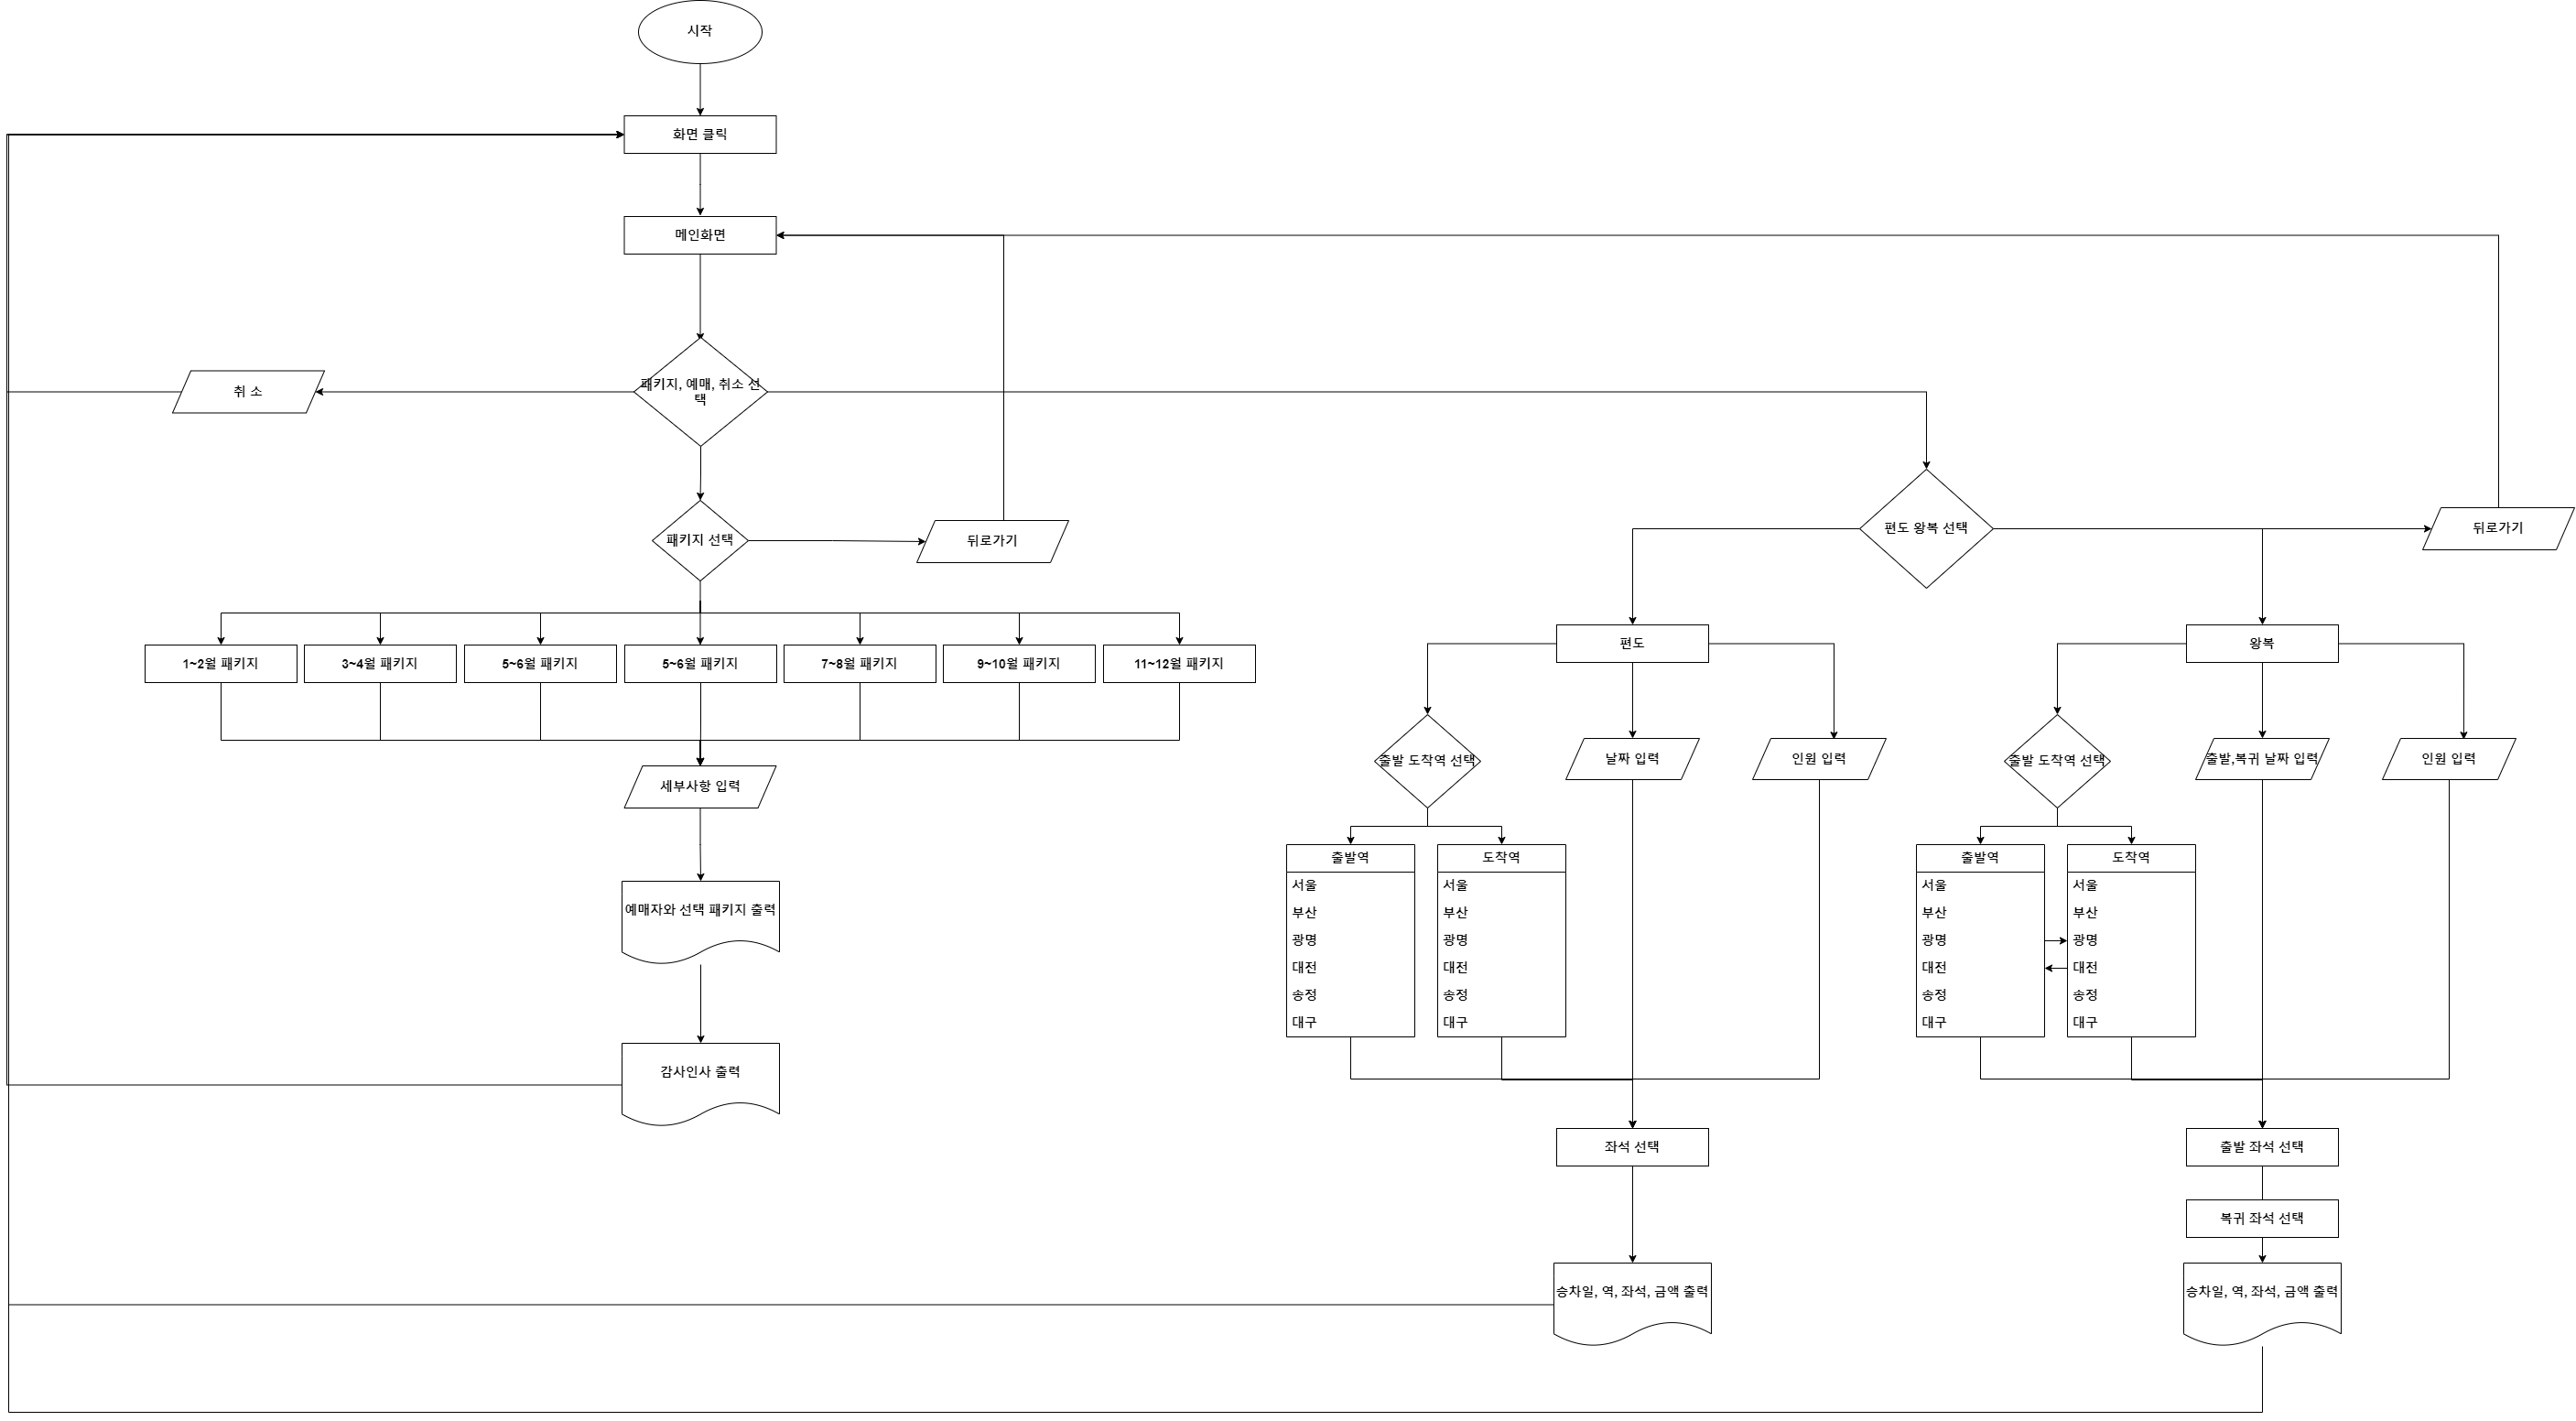 시작
화면 클릭
메인화면
취 소
패키지, 예매, 취소 선
택
패키지 선택
뒤로가기
편도 왕복 선택
뒤로가기
1~2월 패키지
3~4월 패키지
5~6월 패키지
5~6월 패키지
7~8월 패키지
9~10월 패키지
11~12월 패키지
세부사항 입력
예매자와 선택 패키지 출력
감사인사 출력
편도
출발 도착역 선택
날짜 입력
인원 입력
출발역
서울
부산
광명
대전
송정
대구
도착역
서울
부산
광명
대전
송정
대구
좌석 선택
승차일, 역, 좌석, 금액 출력
왕복
출발 도착역 선택
출발,복귀 날짜 입력
인원 입력
출발역
서울
부산
광명
대전
송정
대구
도착역
서울
부산
광명
대전
송정
대구
출발 좌석 선택
복귀 좌석 선택
승차일, 역, 좌석, 금액 출력